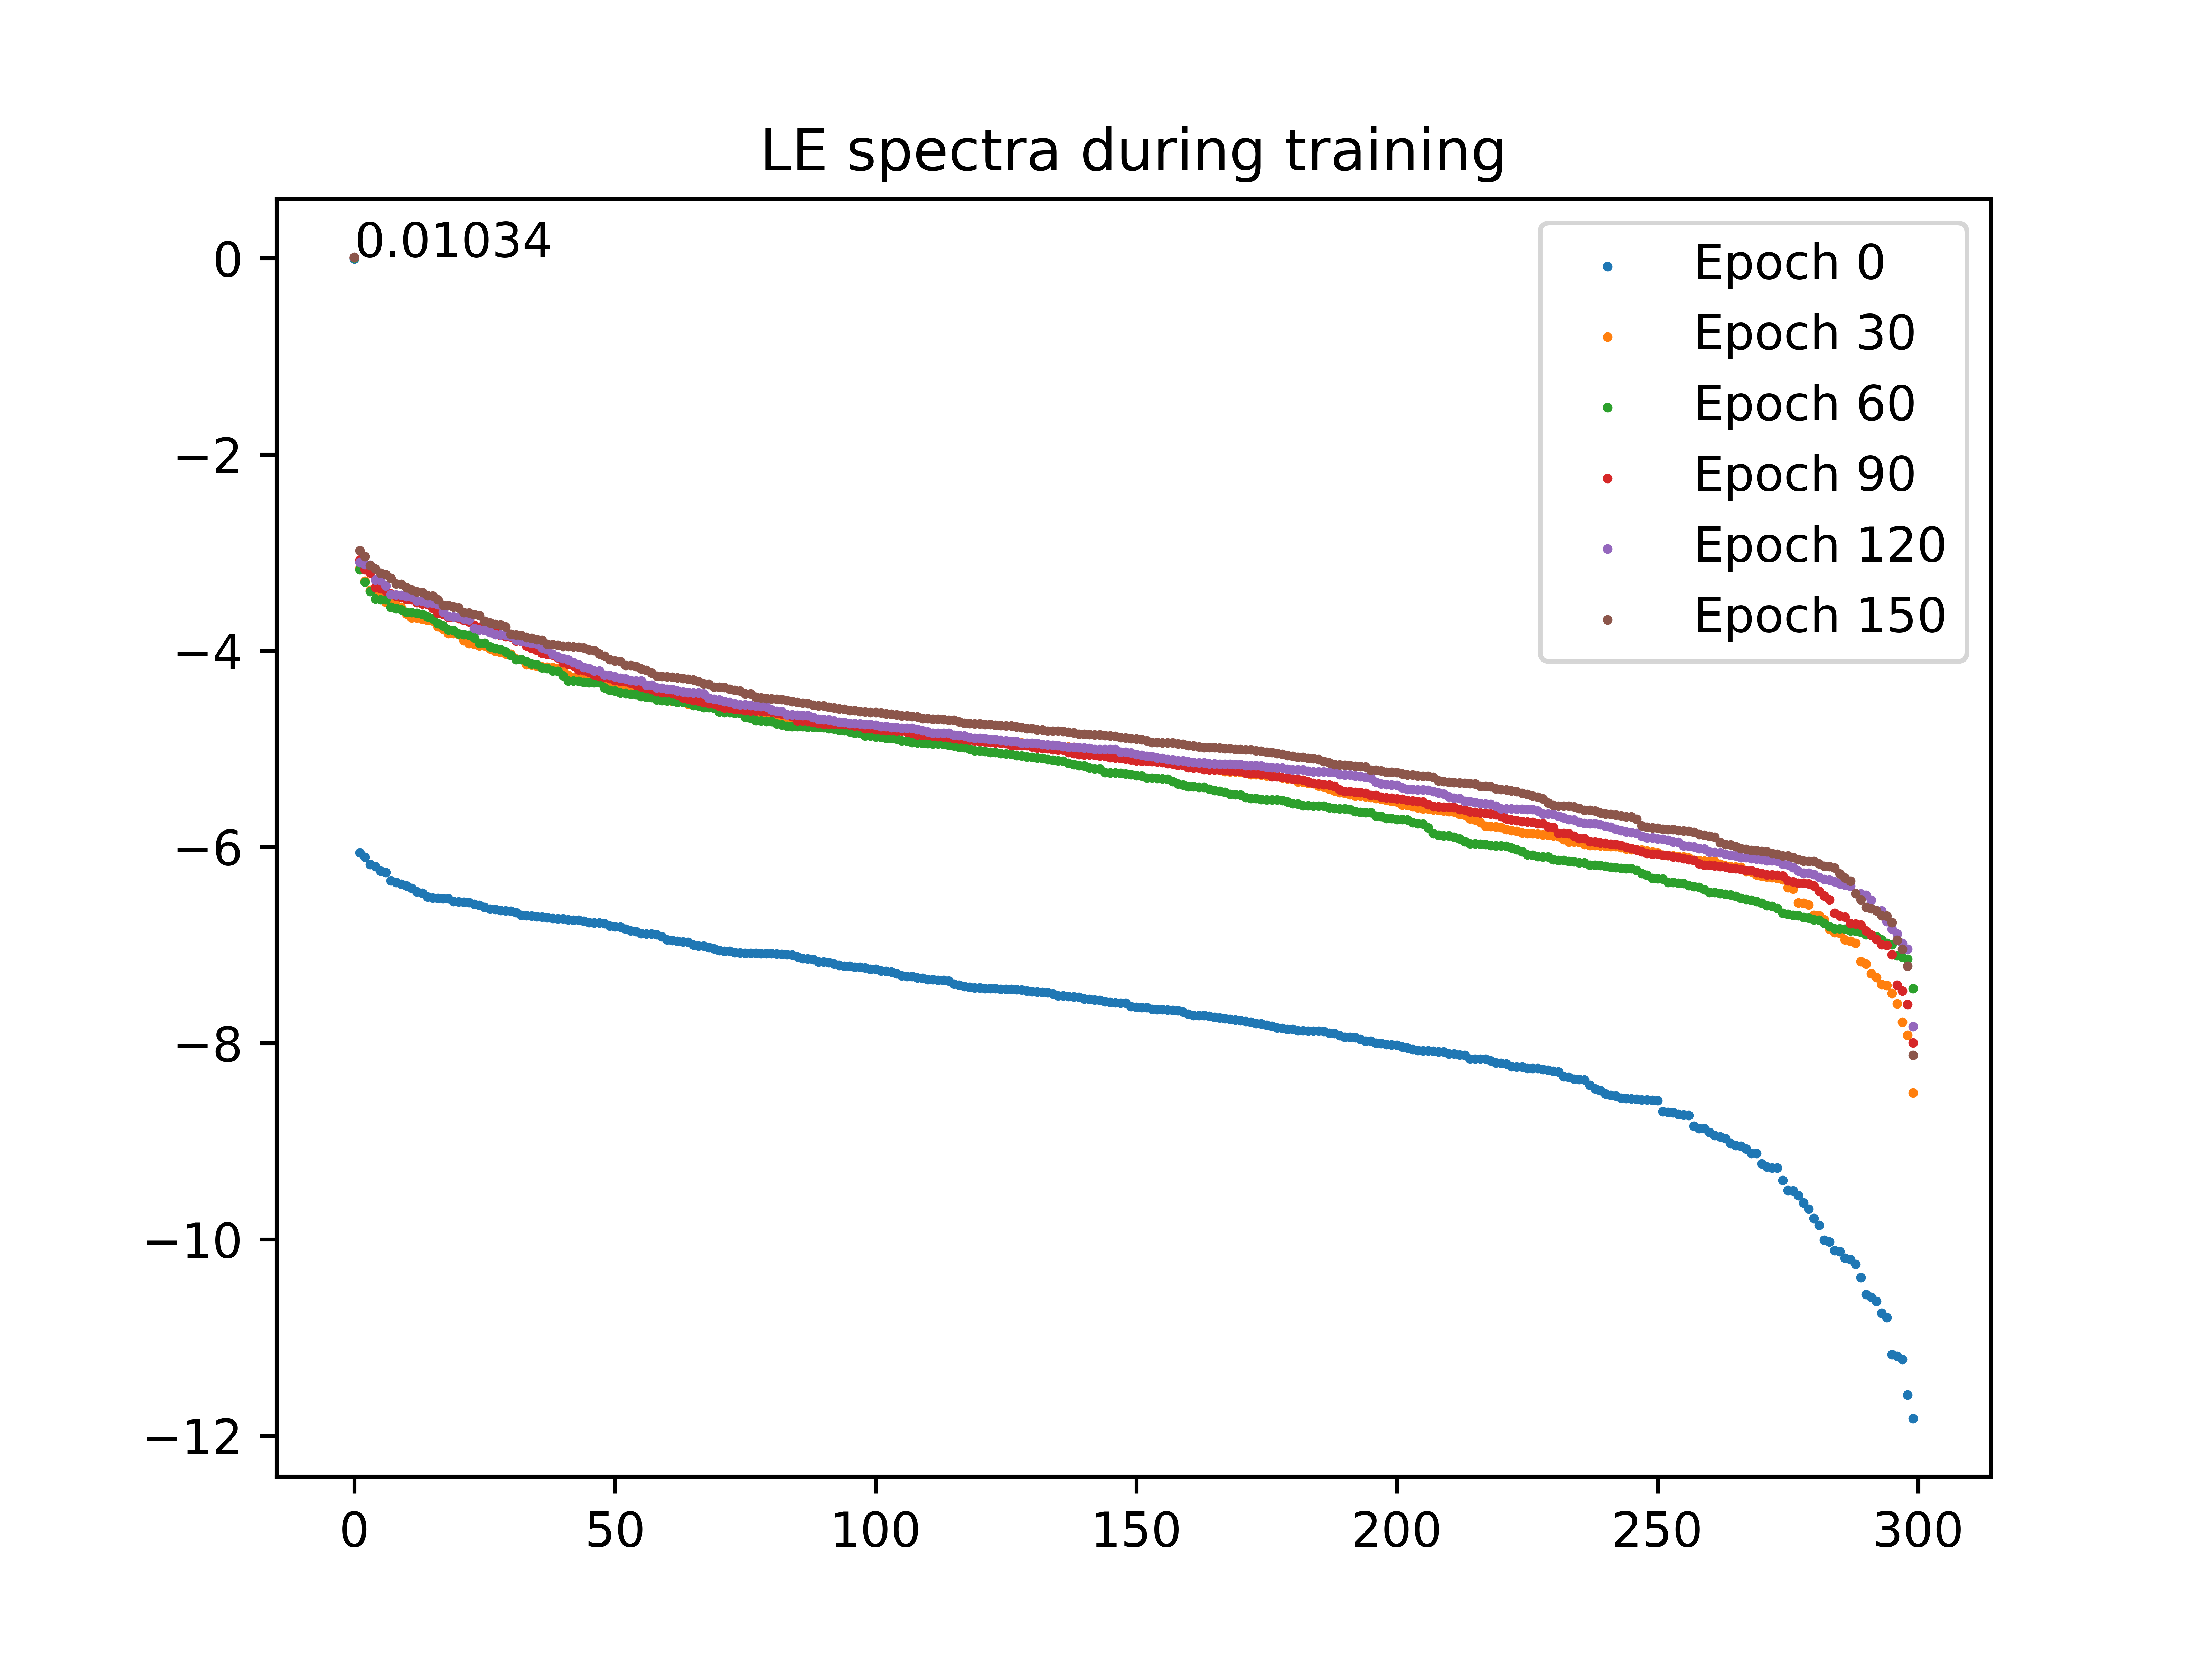 LE spectra during training
0.01034
Epoch 0
Epoch 30
Epoch 60
Epoch 90
Epoch 120
Epoch 150
0
−2
−4
−6
−8
−10
−12
0 50 100 150 200 250 300